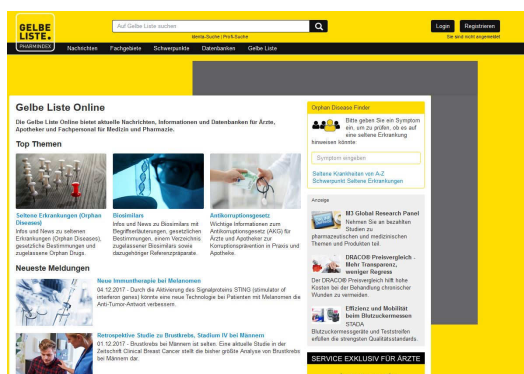 GELBE
LISTE.
PHARMINDEX
Auf Gelbe Liste suchen
Identa-Suche | Profi-Suche
Login
Registrieren
Sie sind nicht angemeldet
Nachrichten
Fachgebiete
Schwerpunkte
Datenbanken
Gelbe Liste
Gelbe Liste Online
Die Gelbe Liste Online bietet aktuelle Nachrichten, Informationen und Datenbanken für Ärzte,
Apotheker und Fachpersonal für Medizin und Pharmazie.
Top Themen
Seltene Erkrankungen (Orphan
Diseases)
Infos und News zu seltenen
Erkrankungen (Orphan Diseases),
gesetzliche Bestimmungen und
zugelassene Orphan Drugs.
Biosimilars
Infos und News zu Biosimilars mit
Begriffserläuterungen, gesetzlichen
Bestimmungen, einem Verzeichnis
zugelassener Biosimilars sowie
dazugehöriger Referenzpräparate.
Antikorruptionsgesetz
Wichtige Informationen zum
Antikorruptionsgesetz (AKG) für
Ärzte und Apotheker zur
Korruptionsprävention in Praxis und
Apotheke.
Neueste Meldungen
Neue Immuntherapie bei Melanomen
04.12.2017 - Durch die Aktivierung des Signalproteins STING (stimulator of
interferon genes) könnte eine neue Technologie bei Patienten mit Melanomen die
Anti-Tumor-Antwort verbessern.
Retrospektive Studie zu Brustkrebs, Stadium IV bei Männern
01.12.2017 - Brustkrebs bei Männern ist selten. Eine aktuelle Studie in der
Zeitschrift Clinical Breast Cancer stellt die bisher größte Analyse von Brustkrebs
bei Männern dar.
Orphan Disease Finder
Bitte geben Sie ein Symptom
ein, um zu prüfen, ob es auf
eine seltene Erkrankung
hinweisen könnte:
Symptom eingeben
Seltene Krankheiten von A-Z
Schwerpunkt Seltene Erkrankungen
Anzeige
M3 Global Research Panel
Nehmen Sie an bezahlten
Studien zu
pharmazeutischen und medizinischen
Themen und Produkten teil.
DRACO® Preisvergleich -
Mehr Transparenz,
weniger Regress
Der DRACO® Preisvergleich hilft hohe
Kosten bei der Behandlung chronischer
Wunden zu vermeiden.
Effizienz und Mobilität
beim Blutzuckermessen
STADA
Blutzuckermessgeräte und Teststreifen
erfüllen die strengsten Qualitätsstandards.
SERVICE EXKLUSIV FÜR ÄRZTE